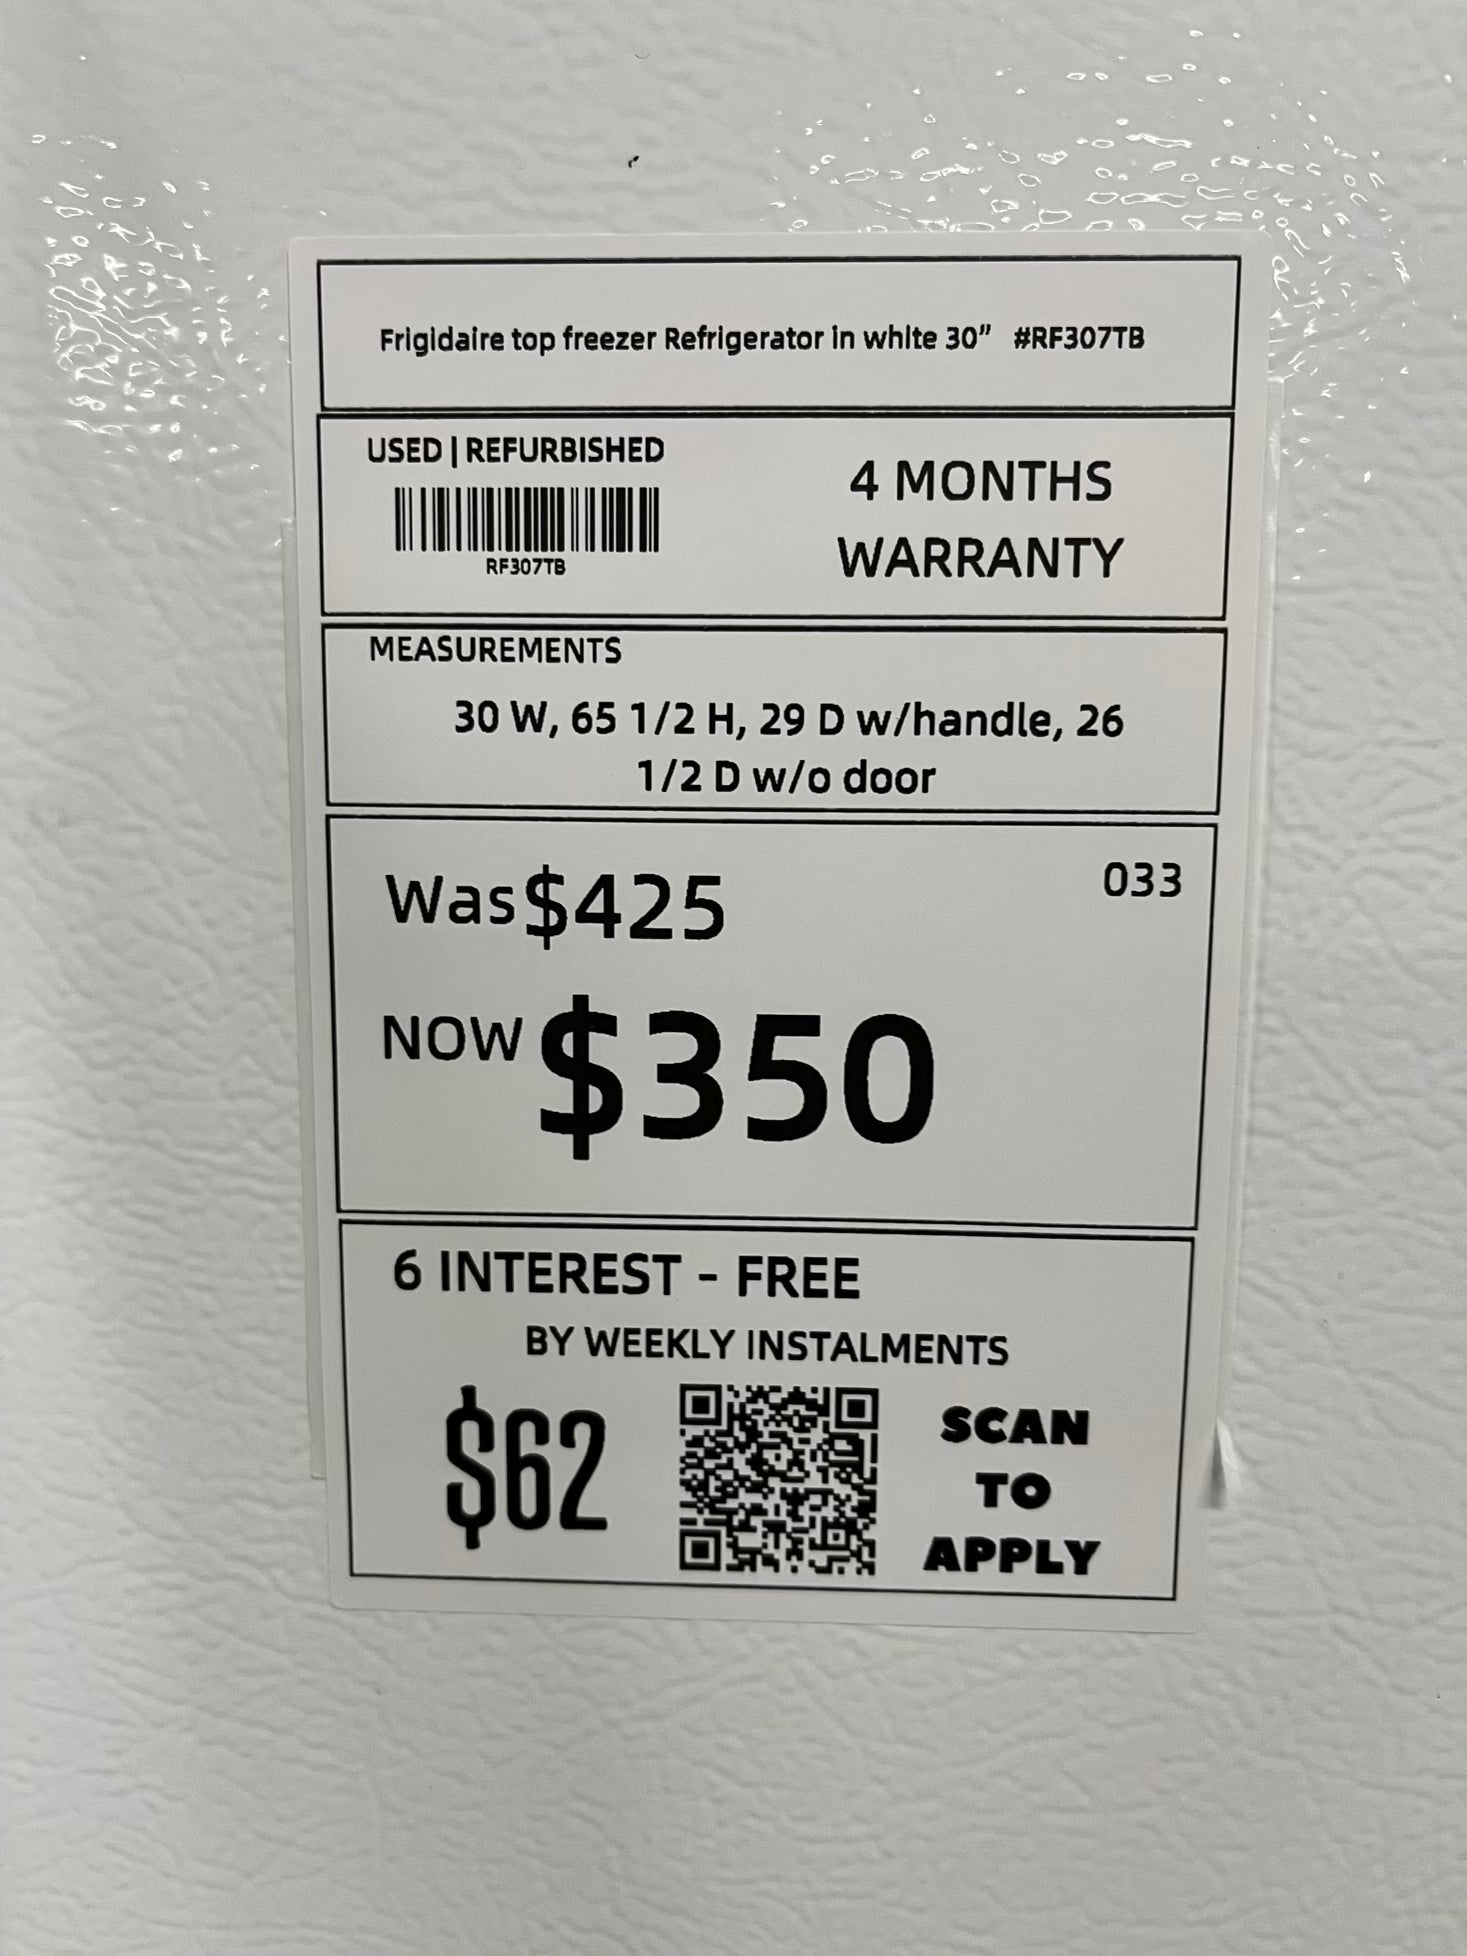 Frigidaire top freezer Refrigerator in white 30” #RF307TB
USED | REFURBISHED
RF307TB
4 MONTHS
WARRANTY
MEASUREMENTS
30 W, 65 1/2 H, 29 D w/handle, 26
1/2 D w/o door
Was $425
033
NOW $350
6 INTEREST - FREE
BY WEEKLY INSTALMENTS
$62
SCAN
TO
APPLY